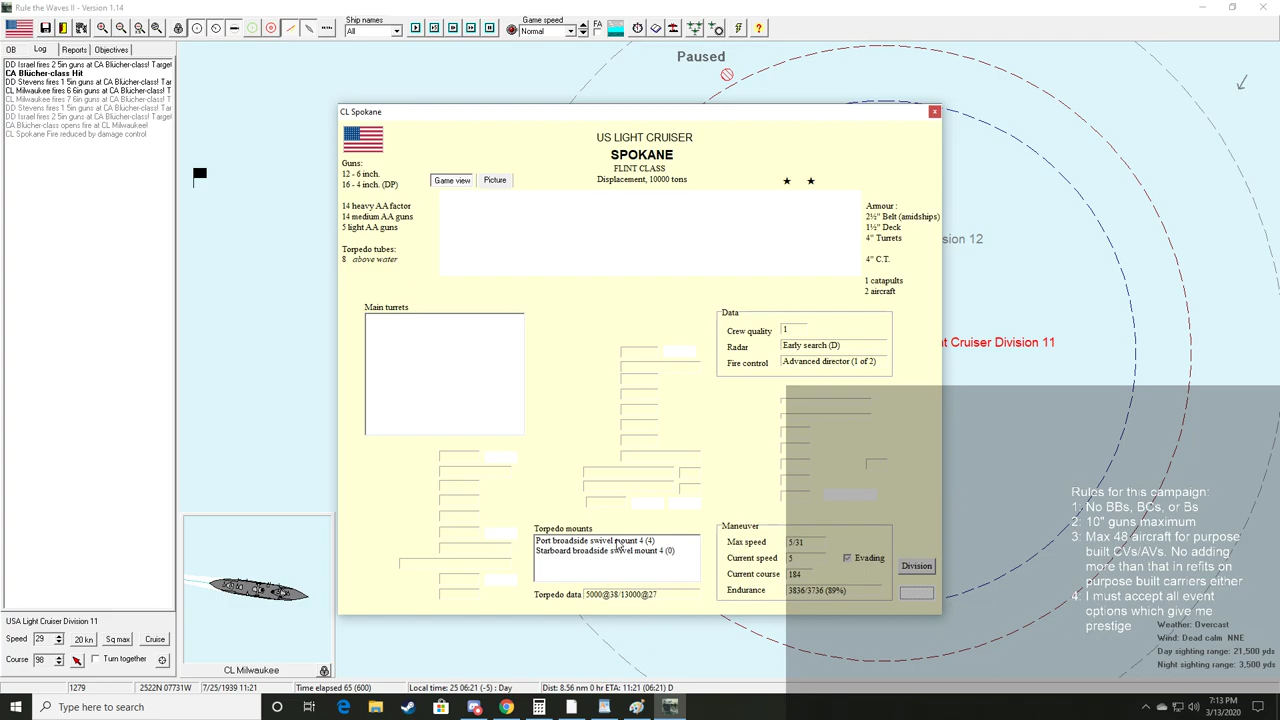 Rule the Waves II - Version 1.14
Ship names
All
Game speed
Normal
FA
OB
Log
Reports
Objectives
DD Israel fires 2 5in guns at CA Blücher-class! Target
CA Blücher-class Hit
DD Stevens fires 1 5in guns at CA Blücher-class! Tar
CL Milwaukee fires 6 6in guns at CA Blücher-class! T
CL Milwaukee fires 7 6in guns at CA Blücher-class! T
DD Stevens fires 1 5in guns at CA Blücher-class! Tar
DD Israel fires 2 5in guns at CA Blücher-class! Target
CA Blücher-class opens fire at CL Milwaukee!
CL Spokane Fire reduced by damage control
Paused
CL Spokane
US LIGHT CRUISER
SPOKANE
FLINT CLASS
Displacement, 10000 tons
Guns:
12 - 6 inch.
16 - 4 inch. (DP)
14 heavy AA factor
14 medium AA guns
5 light AA guns
Torpedo tubes:
8 above water
Game view
Picture
Armour :
2½" Belt (amidships)
1½" Deck
4" Turrets
4" C.T.
1 catapults
2 aircraft
Main turrets
Data
Crew quality 1
Radar Early search (D)
Fire control Advanced director (1 of 2)
Torpedo mounts
Port broadside swivel mount 4 (4)
Starboard broadside swivel mount 4 (0)
Torpedo data 5000@38/13000@27
Maneuver
Max speed 5/31
Current speed 5
Evading
Current course 184
Endurance 3836/3736 (89%)
Division
ision 12
ht Cruiser Division 11
Rules for this campaign:
1: No BBs, BCs, or Bs
2: 10" guns maximum
3: Max 48 aircraft for purpose
built CVs/AVs. No adding
more than that in refits on
purpose built carriers either
4: I must accept all event
options which give me
prestige
Weather: Overcast
Wind: Dead calm NNE
Day sighting range: 21,500 yds
Night sighting range: 3,500 yds
USA Light Cruiser Division 11
Speed 29 20 kn Sq max Cruise
Course 98 Turn together
CL Milwaukee
1279
2522N 07731W
7/25/1939 11:21
Time elapsed 65 (600)
Local time: 25 06:21 (-5) : Day
Dist: 8.56 nm 0 hr ETA: 11:21 (06:21) D
Type here to search
7:13 PM
3/13/2020